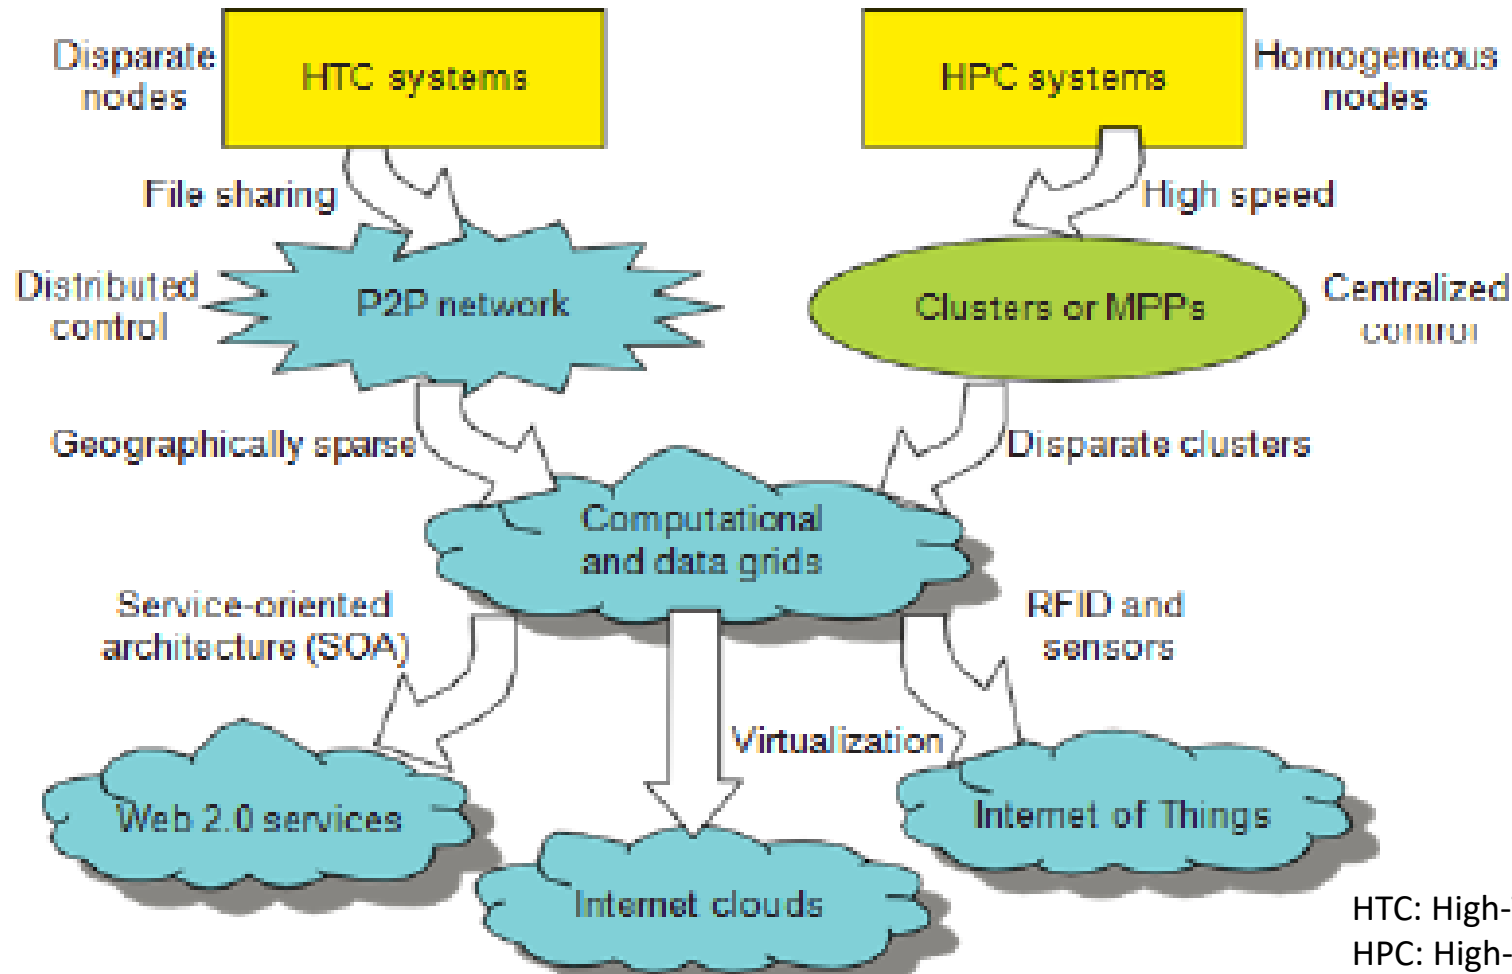 Disparate
nodes
HTC systems
HPC systems
Homogeneous
nodes
File sharing
High speed
Distributed
control
P2P network
Clusters or MPPs
Centralized
control
Geographically sparse
Disparate clusters
Computational
and data grids
Service-oriented
architecture (SOA)
RFID and
sensors
Virtualization
Web 2.0 services
Internet of Things
Internet clouds
HTC: High-
HPC: High-